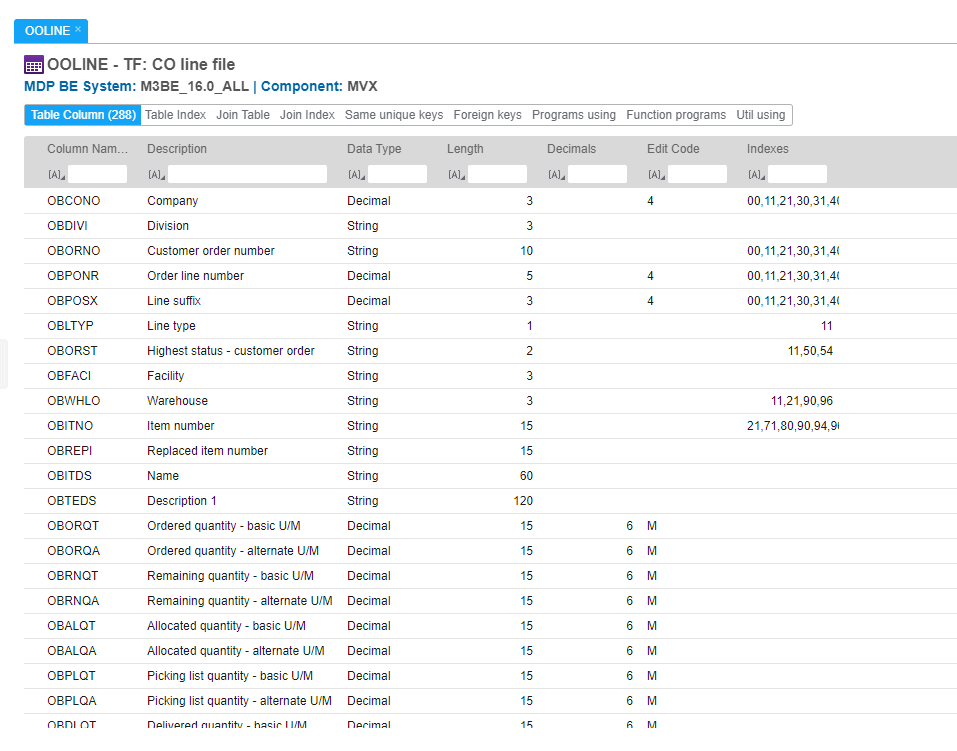 OOLINE ×
OOLINE - TF: CO line file
MDP BE System: M3BE_16.0_ALL | Component: MVX
Table Column (288) Table Index Join Table Join Index Same unique keys Foreign keys Programs using Function programs Util using
Column Nam... Description Data Type Length Decimals Edit Code Indexes
[A] [A] [A] [A] [A] [A] [A]
OBCONO Company Decimal 3 4 00,11,21,30,31,40
OBDIVI Division String 3
OBORNO Customer order number String 10 00,11,21,30,31,40
OBPONR Order line number Decimal 5 4 00,11,21,30,31,40
OBPOSX Line suffix Decimal 3 4 00,11,21,30,31,40
OBLTYP Line type String 1 11
OBORST Highest status - customer order String 2 11,50,54
OBFACI Facility String 3
OBWHLO Warehouse String 3 11,21,90,96
OBITNO Item number String 15 21,71,80,90,94,96
OBREPI Replaced item number String 15
OBITDS Name String 60
OBTEDS Description 1 String 120
OBORQT Ordered quantity - basic U/M Decimal 15 6 M
OBORQA Ordered quantity - alternate U/M Decimal 15 6 M
OBRNQT Remaining quantity - basic U/M Decimal 15 6 M
OBRNQA Remaining quantity - alternate U/M Decimal 15 6 M
OBALQT Allocated quantity - basic U/M Decimal 15 6 M
OBALQA Allocated quantity - alternate U/M Decimal 15 6 M
OBPLQT Picking list quantity - basic U/M Decimal 15 6 M
OBPLQA Picking list quantity - alternate U/M Decimal 15 6 M
OBDLQT Delivered quantity - basic U/M Decimal 15 6 M